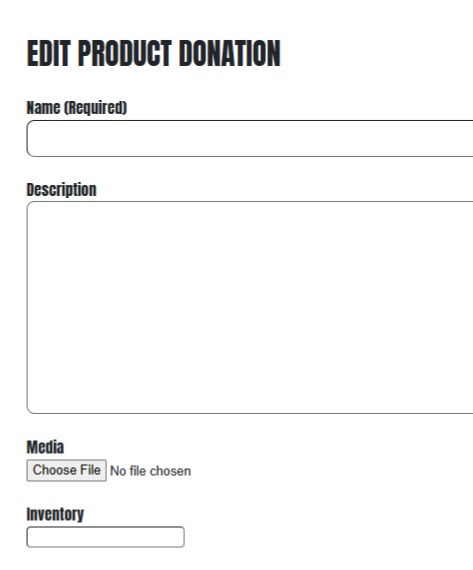 EDIT PRODUCT DONATION
Name (Required)
Description
Media
Choose File No file chosen
Inventory